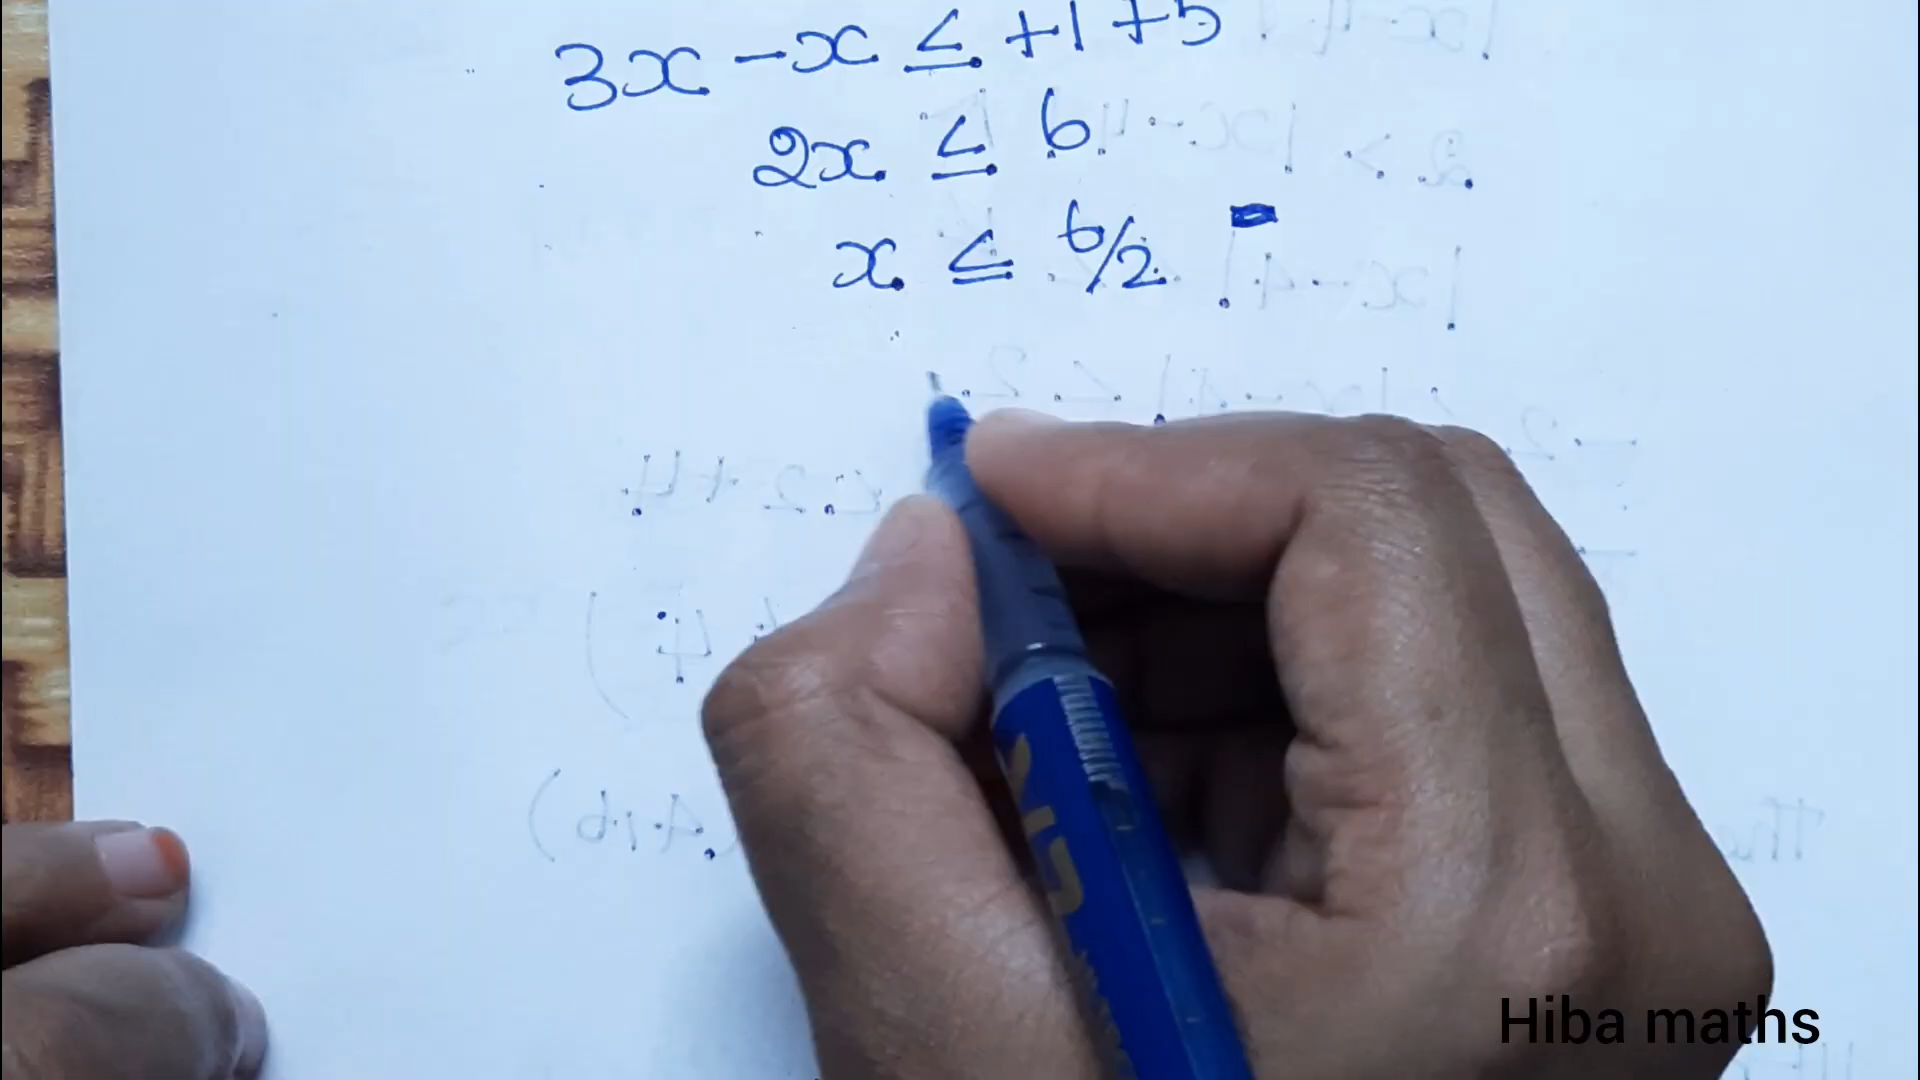 3x - x ≤ +1 +5
2x ≤ 6
x ≤ 6/2
Hiba maths